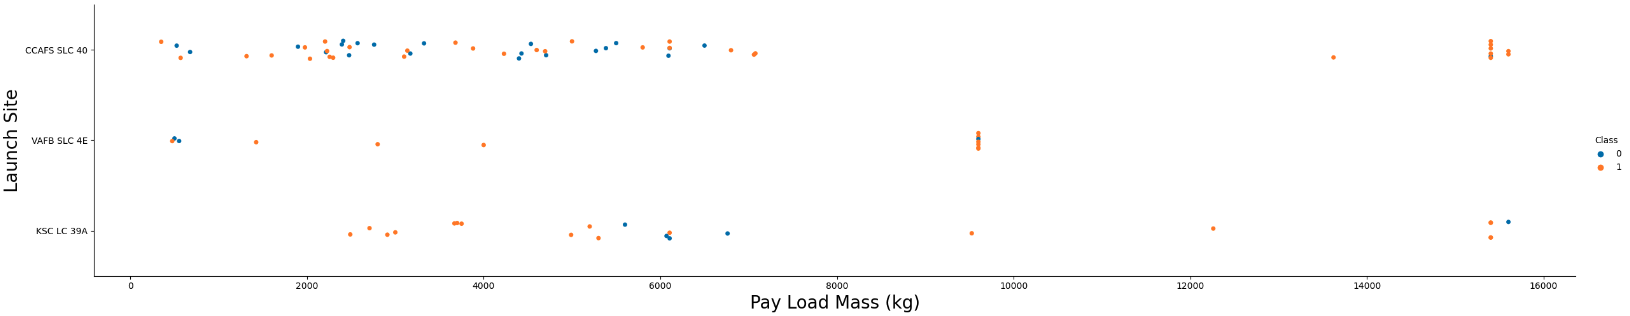 CCAFS SLC 40
VAFB SLC 4E
KSC LC 39A
Launch Site
0 2000 4000 6000 8000 10000 12000 14000 16000
Pay Load Mass (kg)
Class
0
1